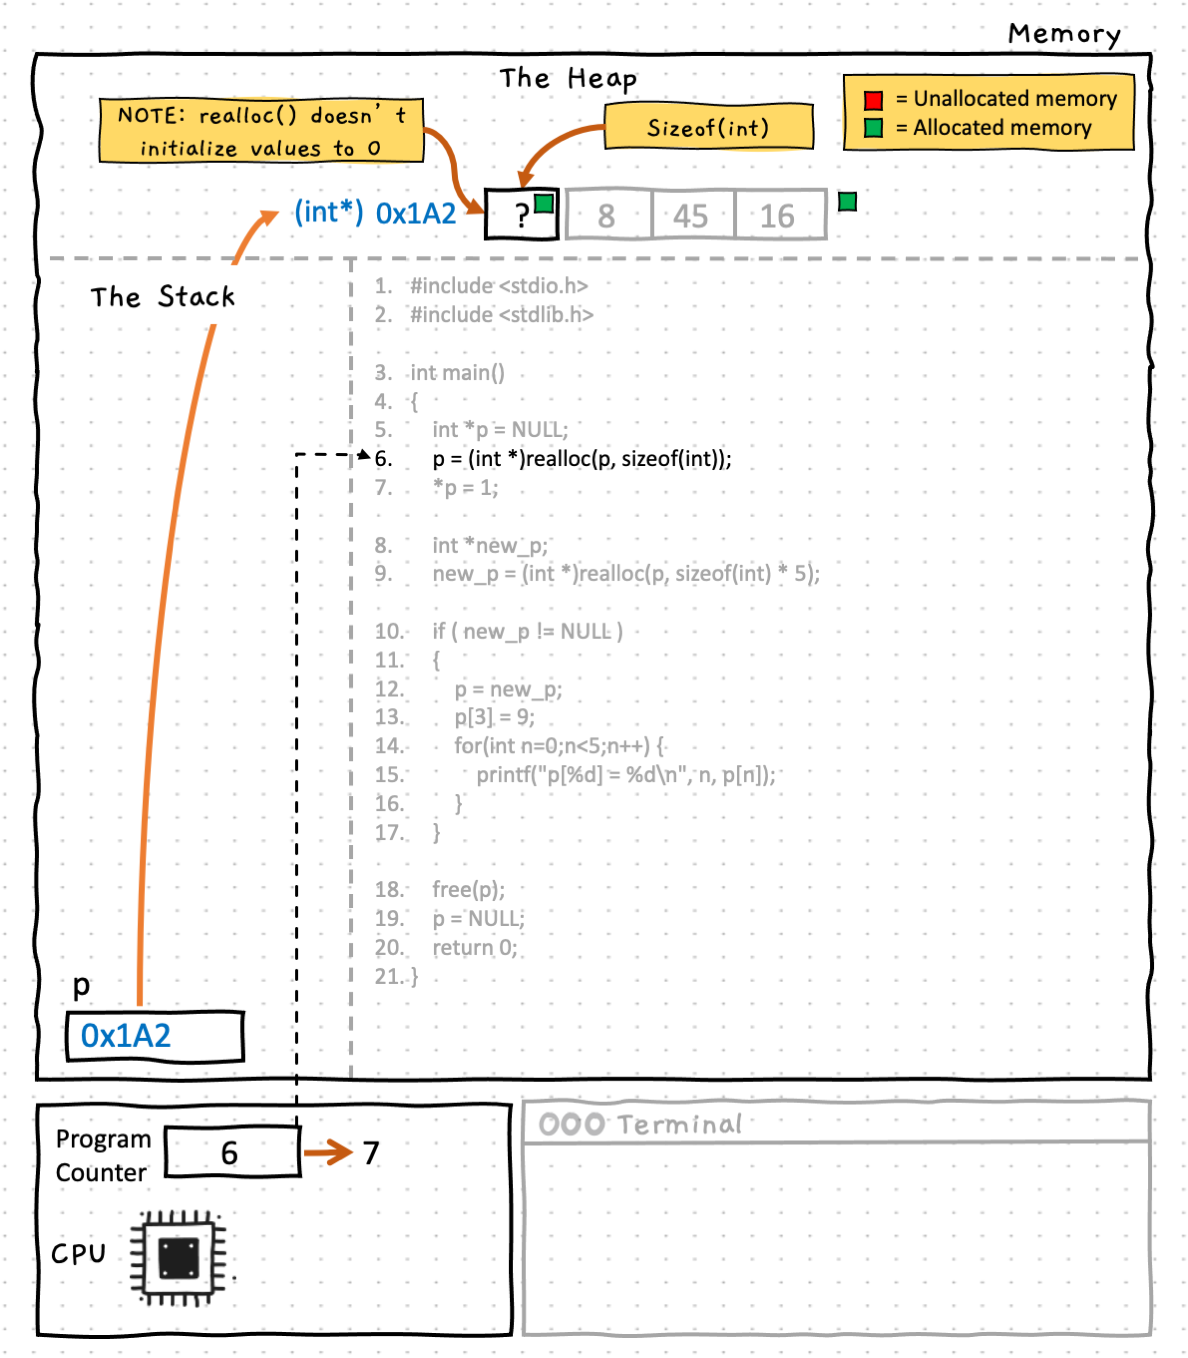 Memory
The Heap
NOTE: realloc() doesn't
initialize values to 0
Sizeof(int)
= Unallocated memory
= Allocated memory
(int*) 0x1A2
?
8
45
16
The Stack
1. #include <stdio.h>
2. #include <stdlib.h>
3. int main()
4. {
5. int *p = NULL;
6. p = (int *)realloc(p, sizeof(int));
7. *p = 1;
8. int *new_p;
9. new_p = (int *)realloc(p, sizeof(int) * 5);
10. if ( new_p != NULL )
11. {
12. p = new_p;
13. p[3] = 9;
14. for(int n=0;n<5;n++) {
15. printf("p[%d] = %d\n", n, p[n]);
16. }
17. }
18. free(p);
19. p = NULL;
20. return 0;
21. }
p
0x1A2
Program
Counter
6
7
CPU
Terminal